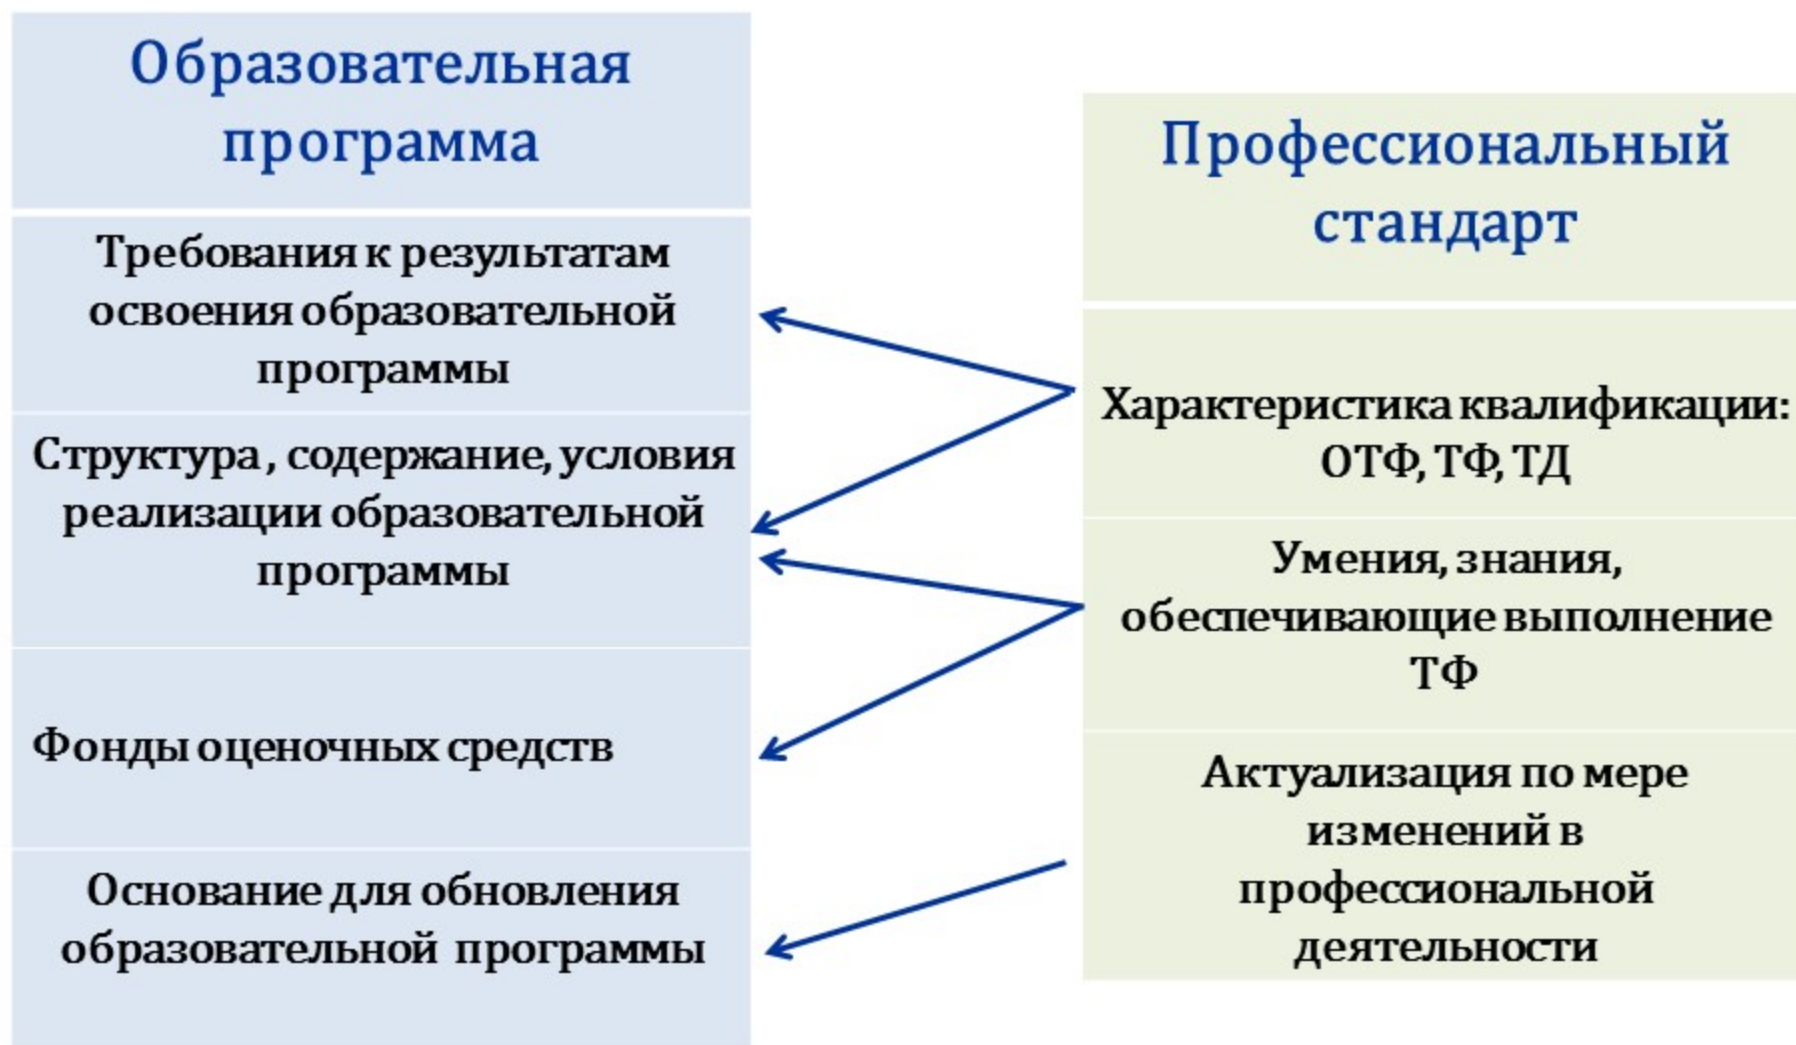 Образовательная
программа
Требования к результатам
освоения образовательной
программы
Структура, содержание, условия
реализации образовательной
программы
Фонды оценочных средств
Основание для обновления
образовательной программы
Профессиональный
стандарт
Характеристика квалификации:
ОТФ, ТФ, ТД
Умения, знания,
обеспечивающие выполнение
ТФ
Актуализация по мере
изменений в
профессиональной
деятельности